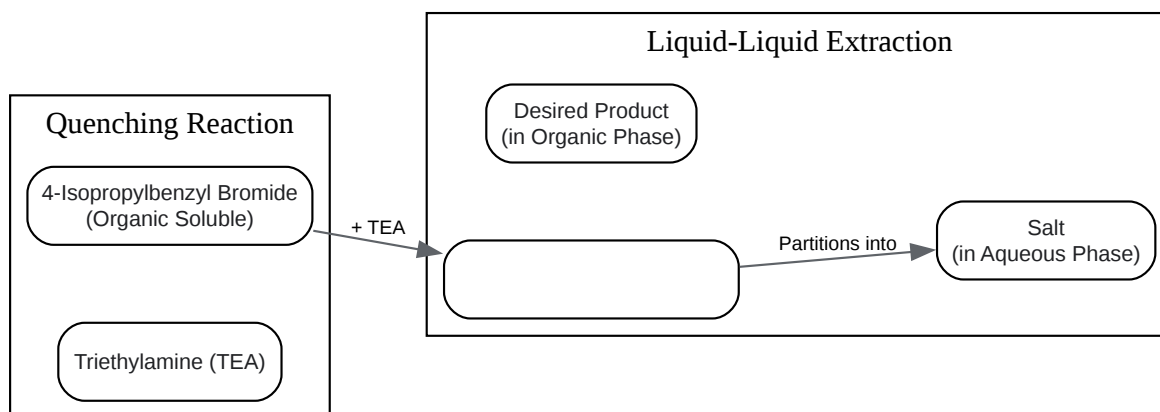 Quenching Reaction
4-Isopropylbenzyl Bromide
(Organic Soluble)
Triethylamine (TEA)
+ TEA
Liquid-Liquid Extraction
Desired Product
(in Organic Phase)
Partitions into
Salt
(in Aqueous Phase)